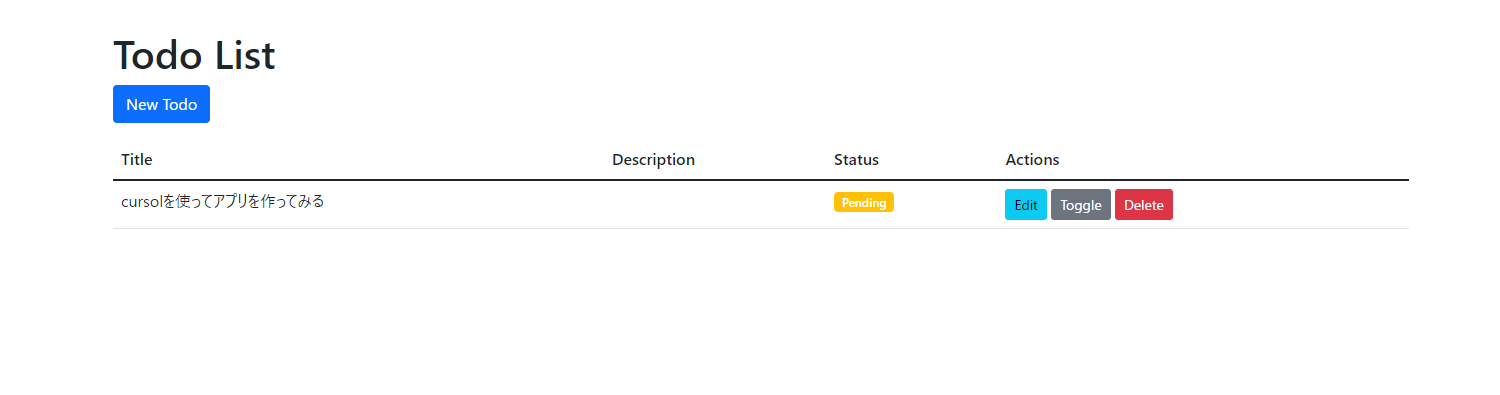 Todo List
New Todo
Title Description Status Actions
cursolを使ってアプリを作ってみる Pending Edit Toggle Delete